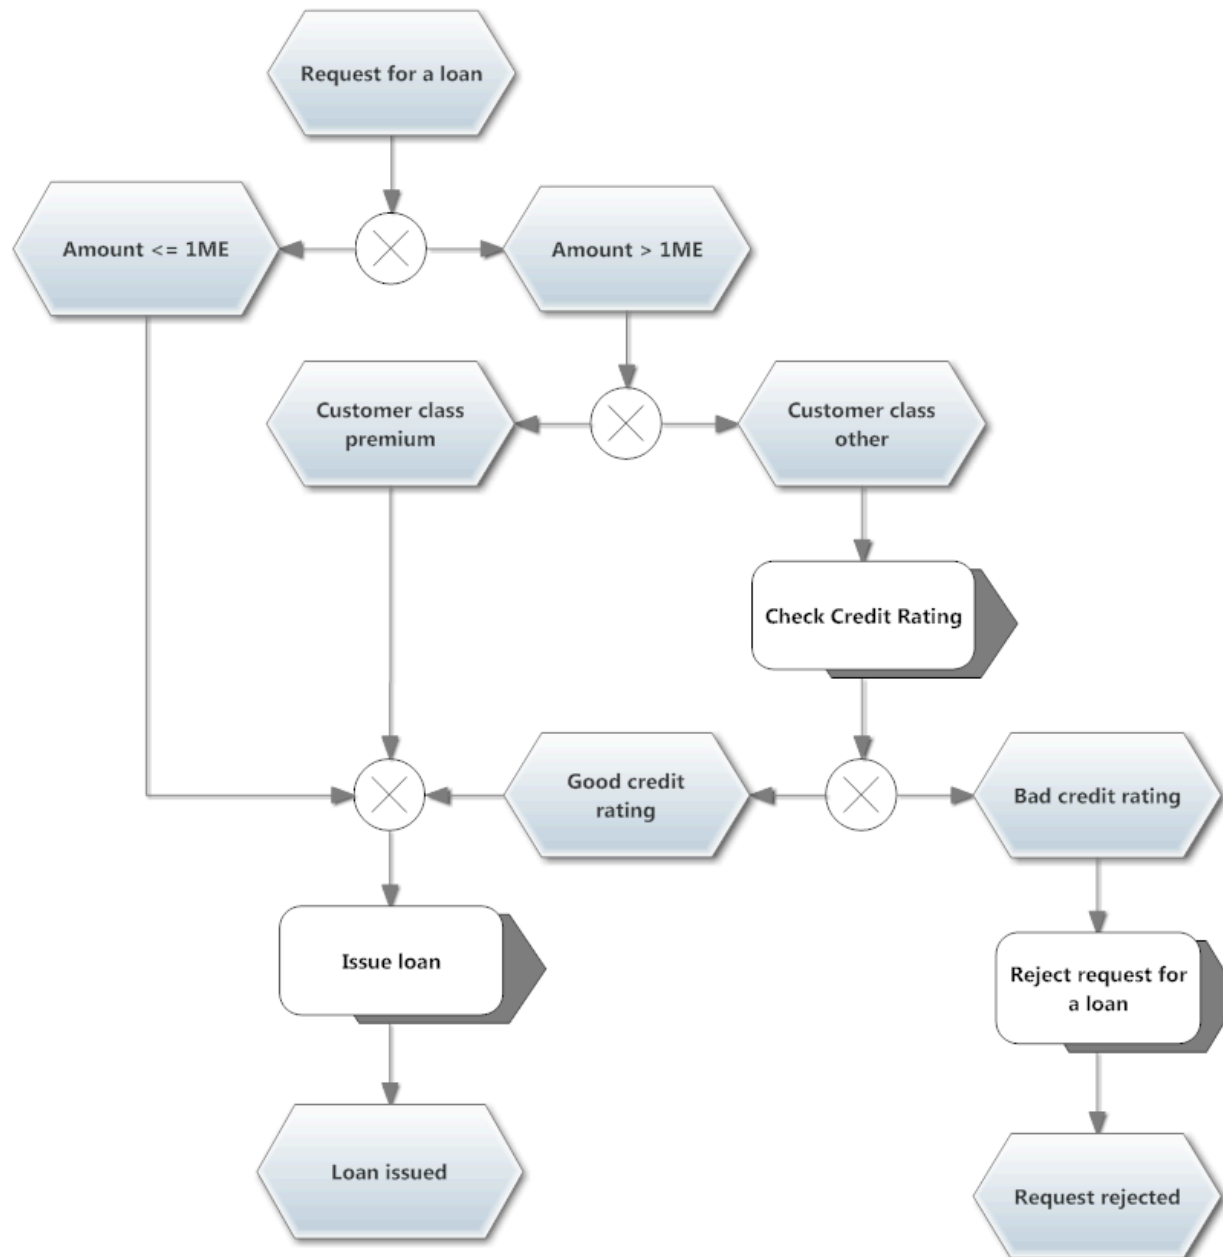 Request for a loan
Amount <= 1ME
Amount > 1ME
Customer class
premium
Customer class
other
Check Credit Rating
Good credit
rating
Bad credit rating
Issue loan
Reject request for
a loan
Loan issued
Request rejected